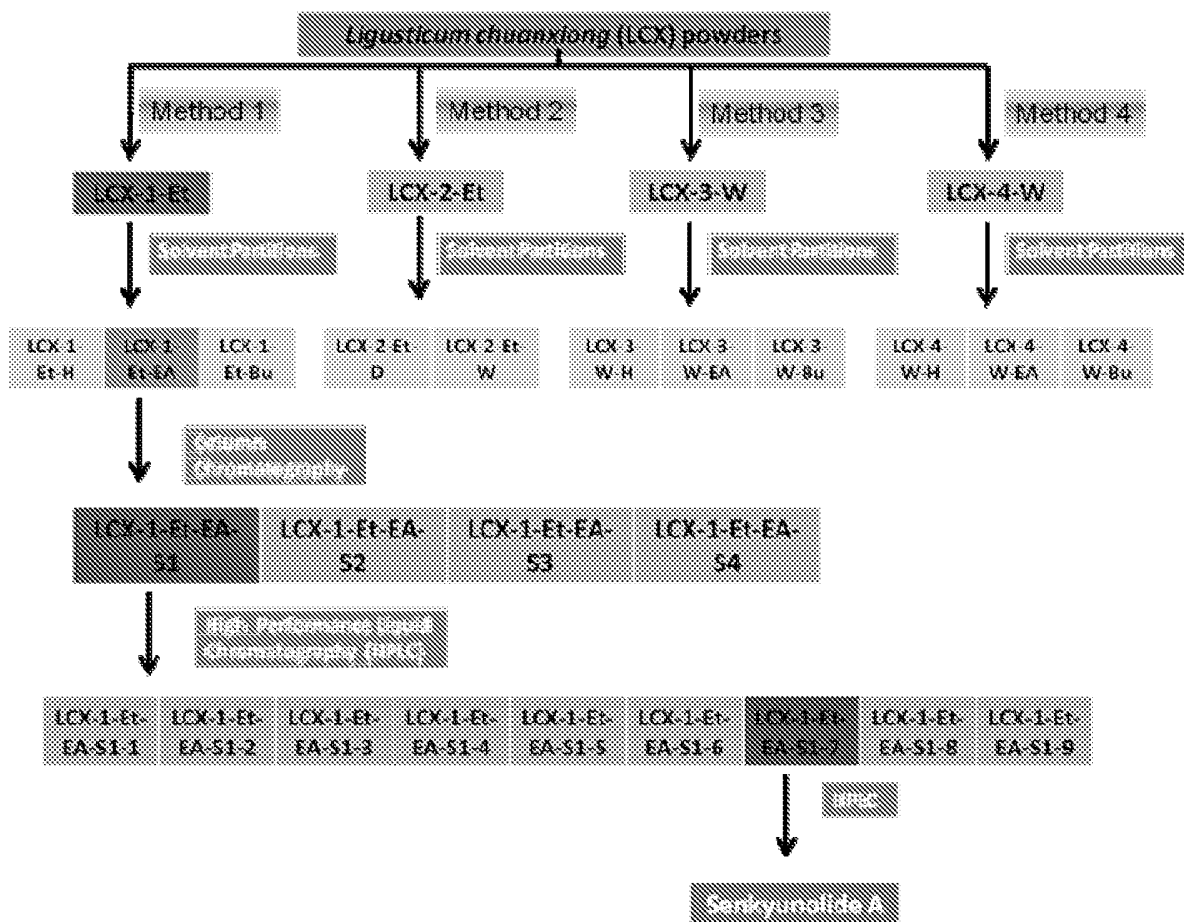 Ligusticum chuanxiong (LCX) powders
Method 1
Method 2
Method 3
Method 4
LCX-1-Et
LCX-2-Et
LCX-3-W
LCX-4-W
Solvent Partitions
Solvent Partitions
Solvent Partitions
Solvent Partitions
LCX-1
Et-H
LCX-1
Et-EA
LCX-1
Et-Bu
LCX-2-Et
D
LCX-2-Et
W
LCX-3
W-H
LCX-3
W-EA
LCX-3
W-Bu
LCX-4
W-H
LCX-4
W-EA
LCX-4
W-Bu
Column
Chromatography
LCX-1-Et-EA-
S1
LCX-1-Et-EA-
S2
LCX-1-Et-EA-
S3
LCX-1-Et-EA-
S4
High Performance Liquid
Chromatography (HPLC)
LCX-1-Et-
EA-S1-1
LCX-1-Et-
EA-S1-2
LCX-1-Et-
EA-S1-3
LCX-1-Et-
EA-S1-4
LCX-1-Et-
EA-S1-5
LCX-1-Et-
EA-S1-6
LCX-1-Et-
EA-S1-7
LCX-1-Et-
EA-S1-8
LCX-1-Et-
EA-S1-9
HPLC
Senkyunolide A